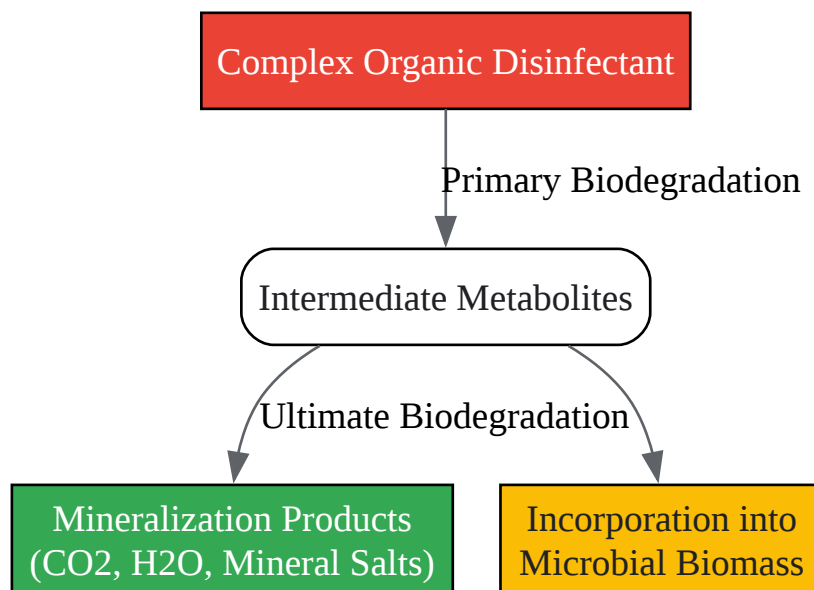 Complex Organic Disinfectant
Primary Biodegradation
Intermediate Metabolites
Ultimate Biodegradation
Mineralization Products
(CO2, H2O, Mineral Salts)
Incorporation into
Microbial Biomass